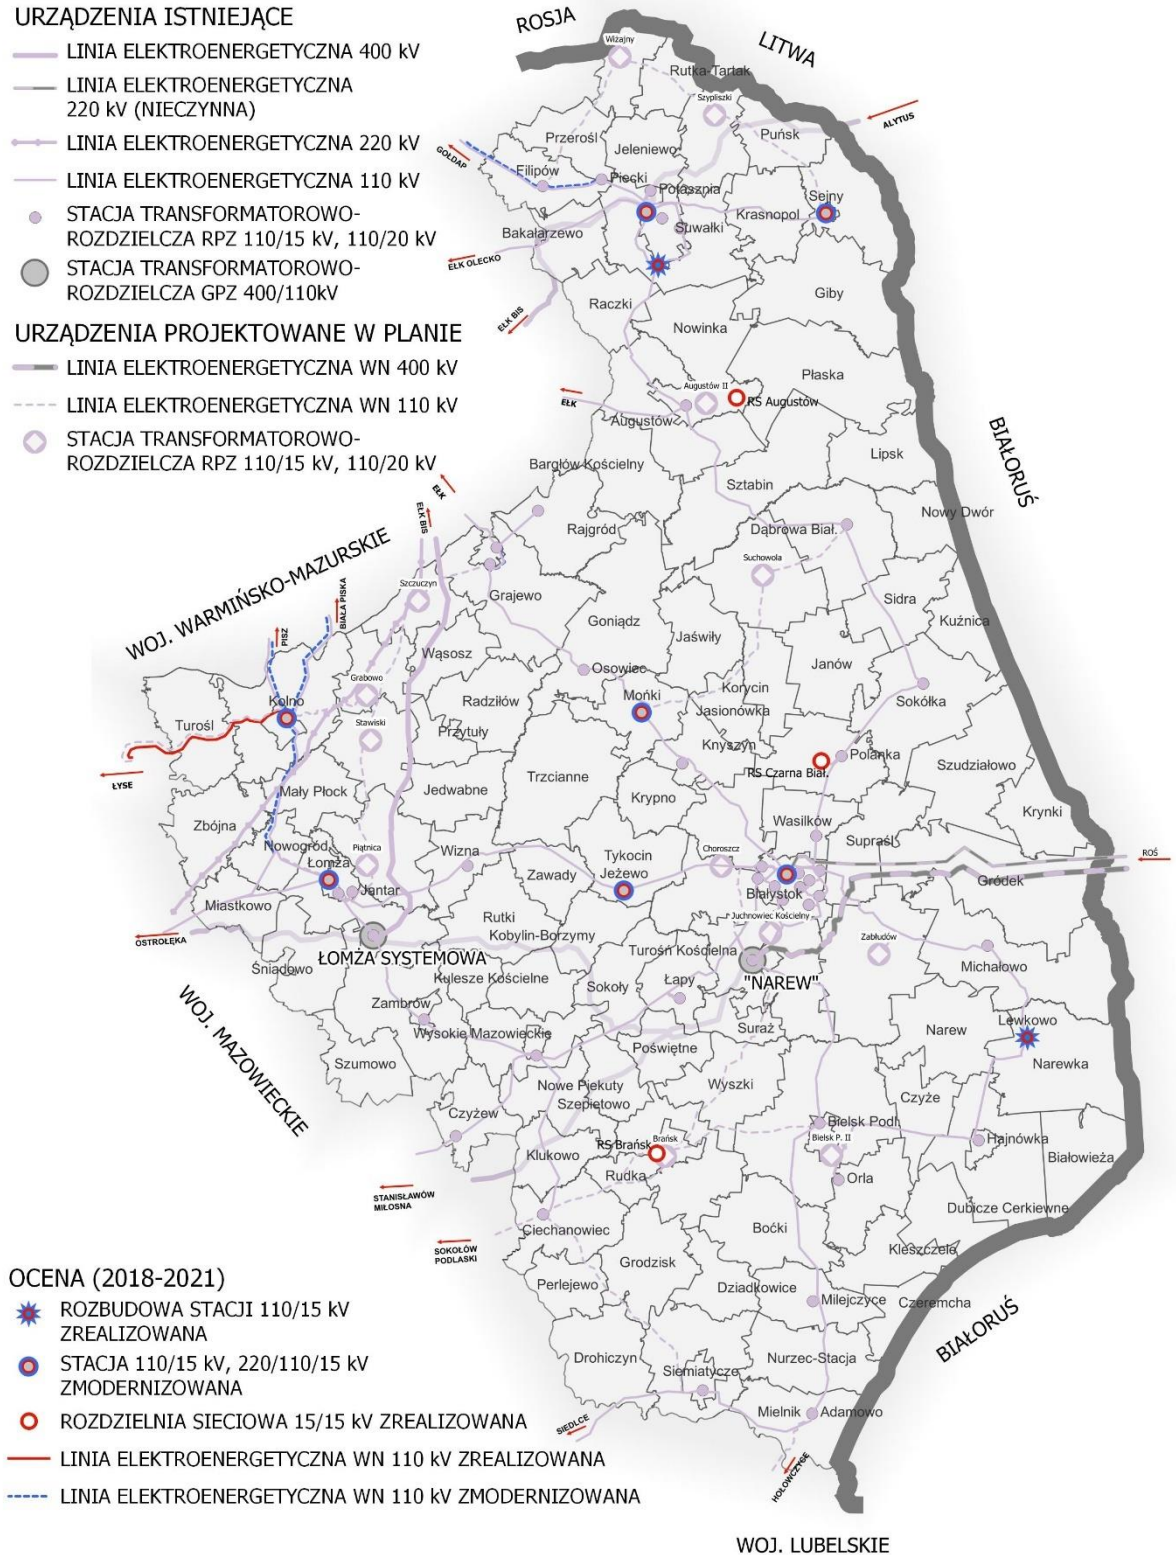 URZĄDZENIA ISTNIEJĄCE
LINIA ELEKTROENERGETYCZNA 400 kV
LINIA ELEKTROENERGETYCZNA
220 kV (NIECZYNNA)
LINIA ELEKTROENERGETYCZNA 220 kV
LINIA ELEKTROENERGETYCZNA 110 kV
STACJA TRANSFORMATOROWO-
ROZDZIELCZA RPZ 110/15 kV, 110/20 kV
STACJA TRANSFORMATOROWO-
ROZDZIELCZA GPZ 400/110kV
URZĄDZENIA PROJEKTOWANE W PLANIE
LINIA ELEKTROENERGETYCZNA WN 400 kV
LINIA ELEKTROENERGETYCZNA WN 110 kV
STACJA TRANSFORMATOROWO-
ROZDZIELCZA RPZ 110/15 kV, 110/20 kV
ROSJA
LITWA
Wiżajny
Rutka-Tartak
Szypliszki
ALYTUS
Puńsk
Przerośl
Jeleniewo
GOŁDAP
Filipów
Piecki
Potasznia
Sejny
Krasnopol
Suwałki
Bakałarzewo
EŁK OLECKO
EŁK BIS
Raczki
Giby
Nowinka
Płaska
Augustów II
RS Augustów
EŁK
Augustów
BIAŁORUŚ
Lipsk
Bargłów Kościelny
Sztabin
EŁK
EŁK BIS
Rajgród
Dąbrowa Biał.
Nowy Dwór
WOJ. WARMIŃSKO-MAZURSKIE
Suchowola
Szczuczyn
Grajewo
Sidra
BIAŁA PISKA
PISZ
Goniądz
Kuźnica
Jaświły
Wąsosz
Janów
Osowiec
Grabowo
Korycin
Mońki
Kolno
Radziłów
Jasionówka
Sokółka
Turośl
Stawiski
Przytuły
Knyszyn
Polanka
RS Czarna Biał.
Szudziałowo
ŁYSE
Trzcianne
Mały Płock
Jedwabne
Krypno
Krynki
Zbójna
Wasilków
Supraśl
Nowogród
Piątnica
Wizna
Tykocin
Choroszcz
ROŚ
Łomża
Zawady
Jeżewo
Gródek
Jantar
Białystok
Miastkowo
Rutki
Juchnowiec Kościelny
OSTROŁĘKA
Kobylin-Borzymy
Zabłudów
ŁOMŻA SYSTEMOWA
Turośń Kościelna
Michałowo
Śniadowo
Kulesze Kościelne
Sokoły
Łapy
"NAREW"
WOJ. MAZOWIECKIE
Zambrów
Lewkowo
Suraż
Narew
Wysokie Mazowieckie
Poświętne
Szumowo
Narewka
Nowe Piekuty
Wyszki
Czyże
Szepietowo
Czyżew
Bielsk Podl.
RS Brańsk
Brańsk
Bielsk P. II
Hajnówka
Klukowo
Białowieża
Rudka
Orla
STANISŁAWÓW
MIŁOSNA
Dubicze Cerkiewne
Ciechanowiec
Boćki
SOKOŁÓW
PODLASKI
Kleszczele
Grodzisk
Perlejewo
Dziadkowice
Milejczyce
Czeremcha
BIAŁORUŚ
Drohiczyn
Nurzec-Stacja
Siemiatycze
Mielnik
Adamowo
SIEDLCE
HOŁOWCZYCE
OCENA (2018-2021)
ROZBUDOWA STACJI 110/15 kV
ZREALIZOWANA
STACJA 110/15 kV, 220/110/15 kV
ZMODERNIZOWANA
ROZDZIELNIA SIECIOWA 15/15 kV ZREALIZOWANA
LINIA ELEKTROENERGETYCZNA WN 110 kV ZREALIZOWANA
LINIA ELEKTROENERGETYCZNA WN 110 kV ZMODERNIZOWANA
WOJ. LUBELSKIE